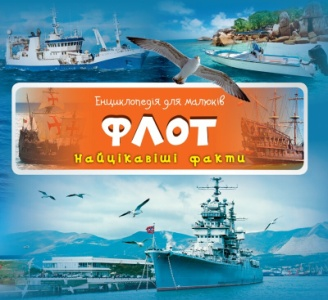 Енциклопедія для малюків
ФЛОТ
Найцікавіші факти